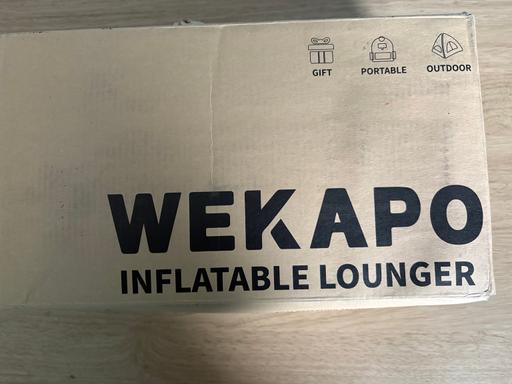 GIFT PORTABLE OUTDOOR
WEKAPO
INFLATABLE LOUNGER